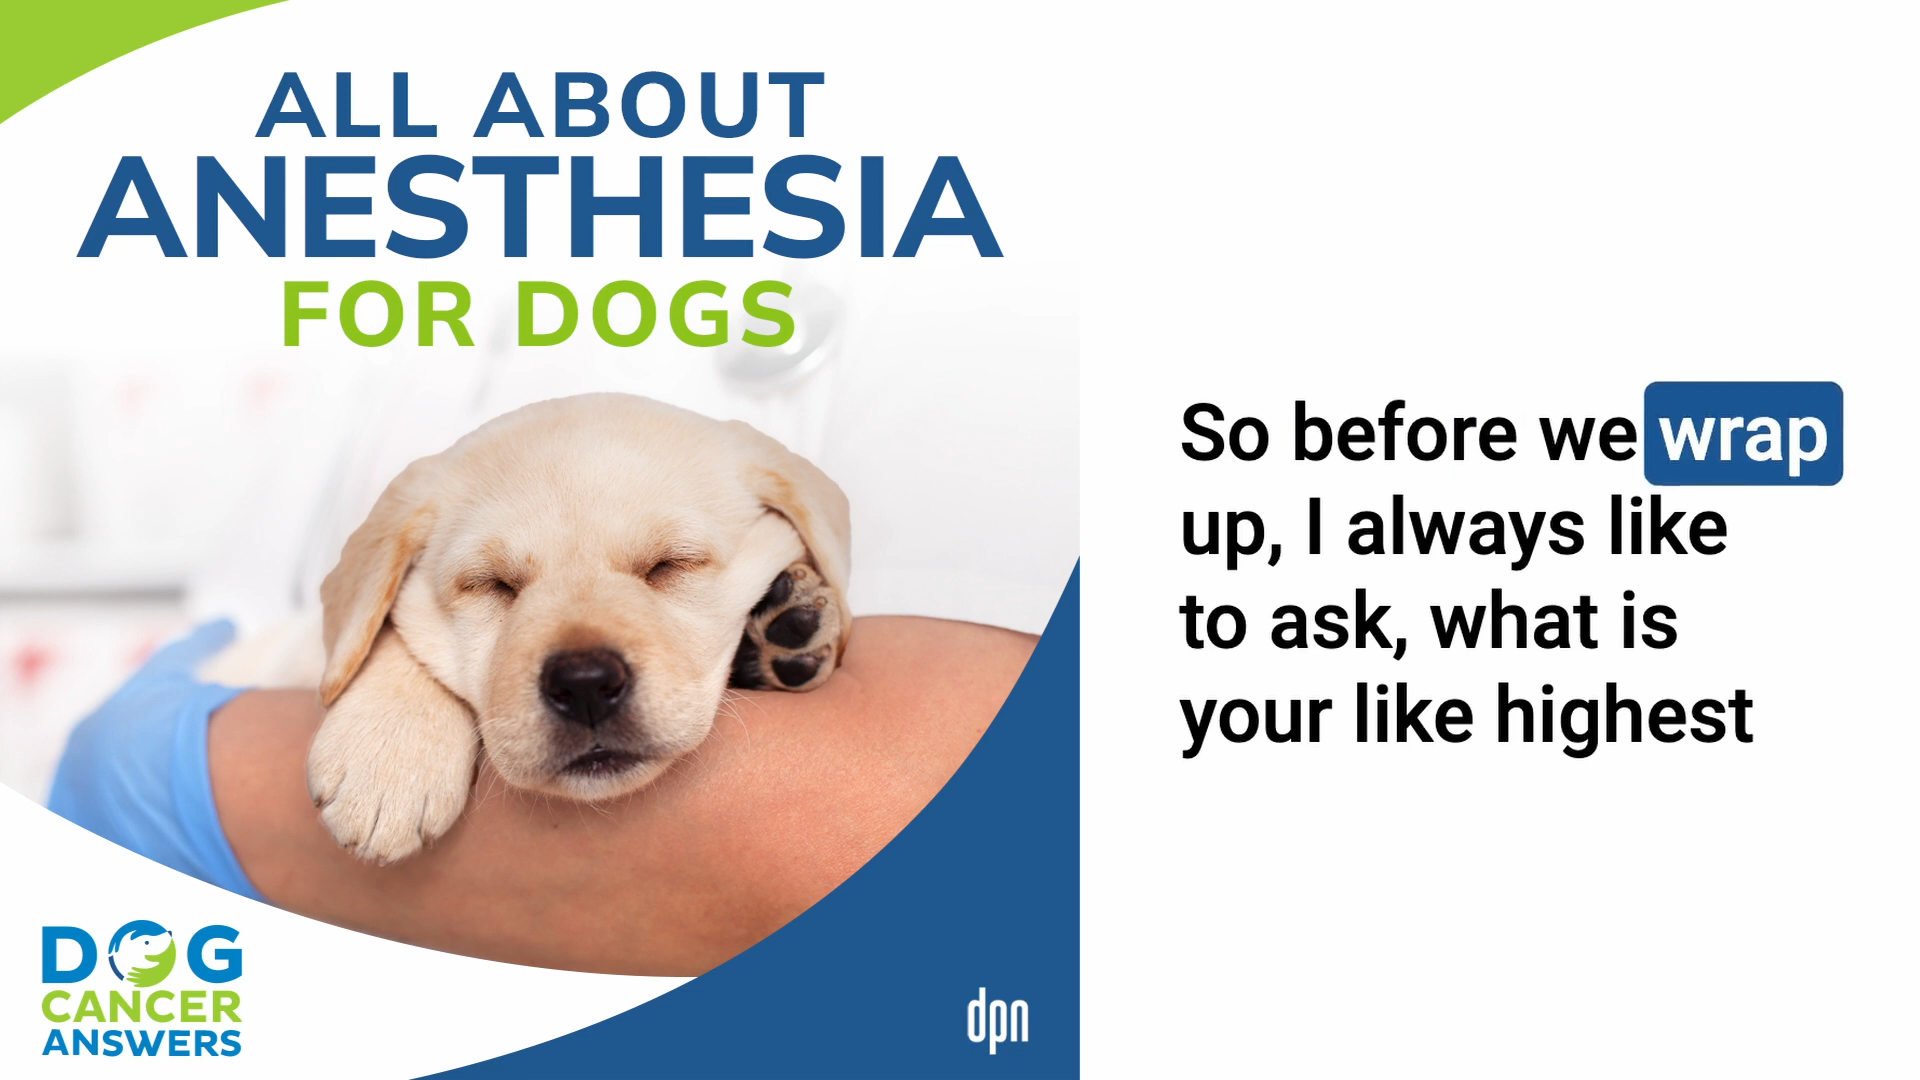 ALL ABOUT
ANESTHESIA
FOR DOGS
So before we wrap
up, I always like
to ask, what is
your like highest
DOG
CANCER
ANSWERS
dpn